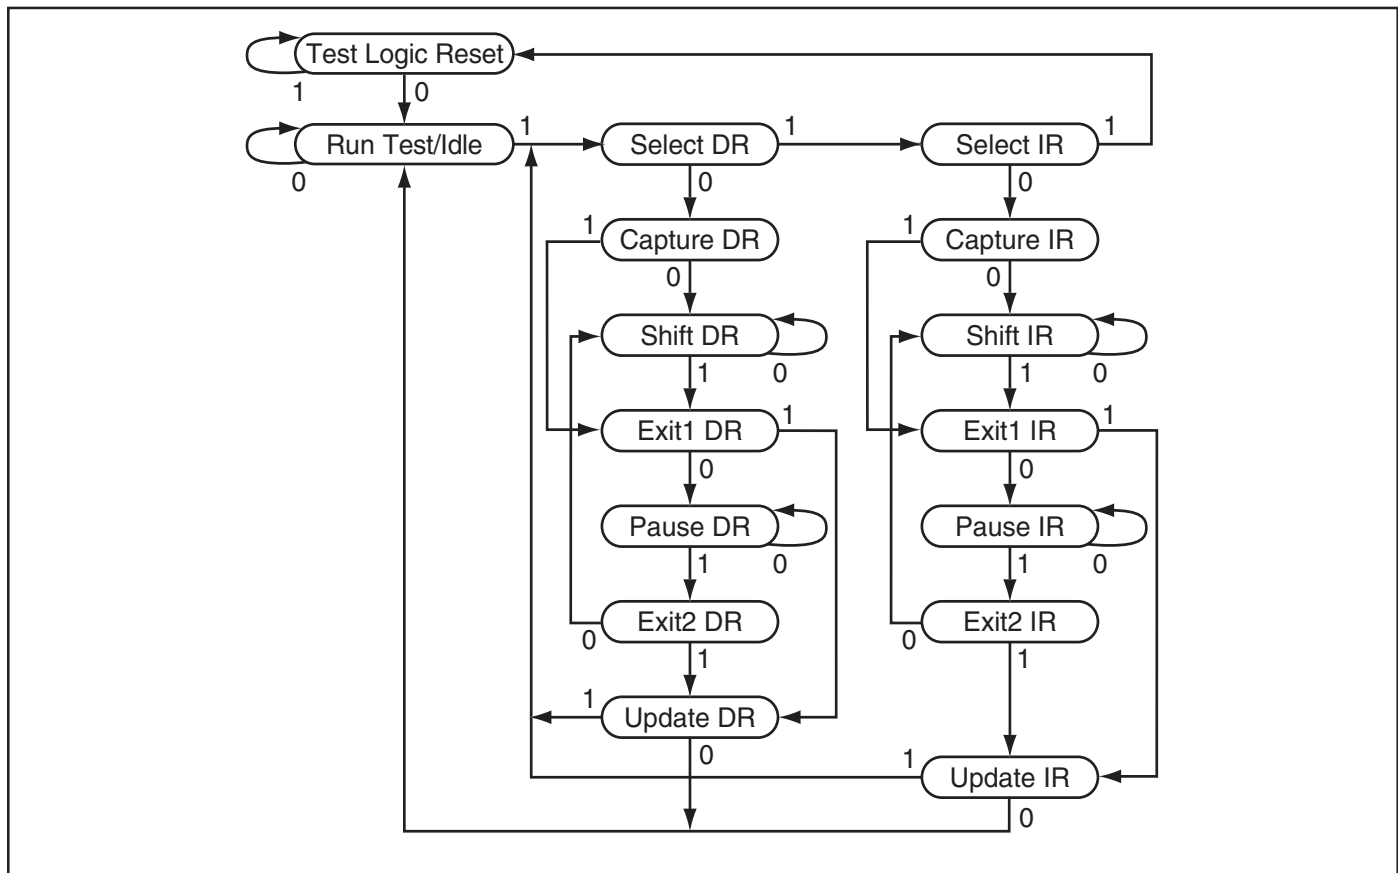 Test Logic Reset
1 0
Run Test/Idle 1 Select DR 1 Select IR 1
0 0 0
1 Capture DR 1 Capture IR
0 0
Shift DR Shift IR
1 0 1 0
Exit1 DR 1 Exit1 IR 1
0 0
Pause DR Pause IR
1 0 1 0
Exit2 DR Exit2 IR
0 1 0 1
1 Update DR
0
1 Update IR
0